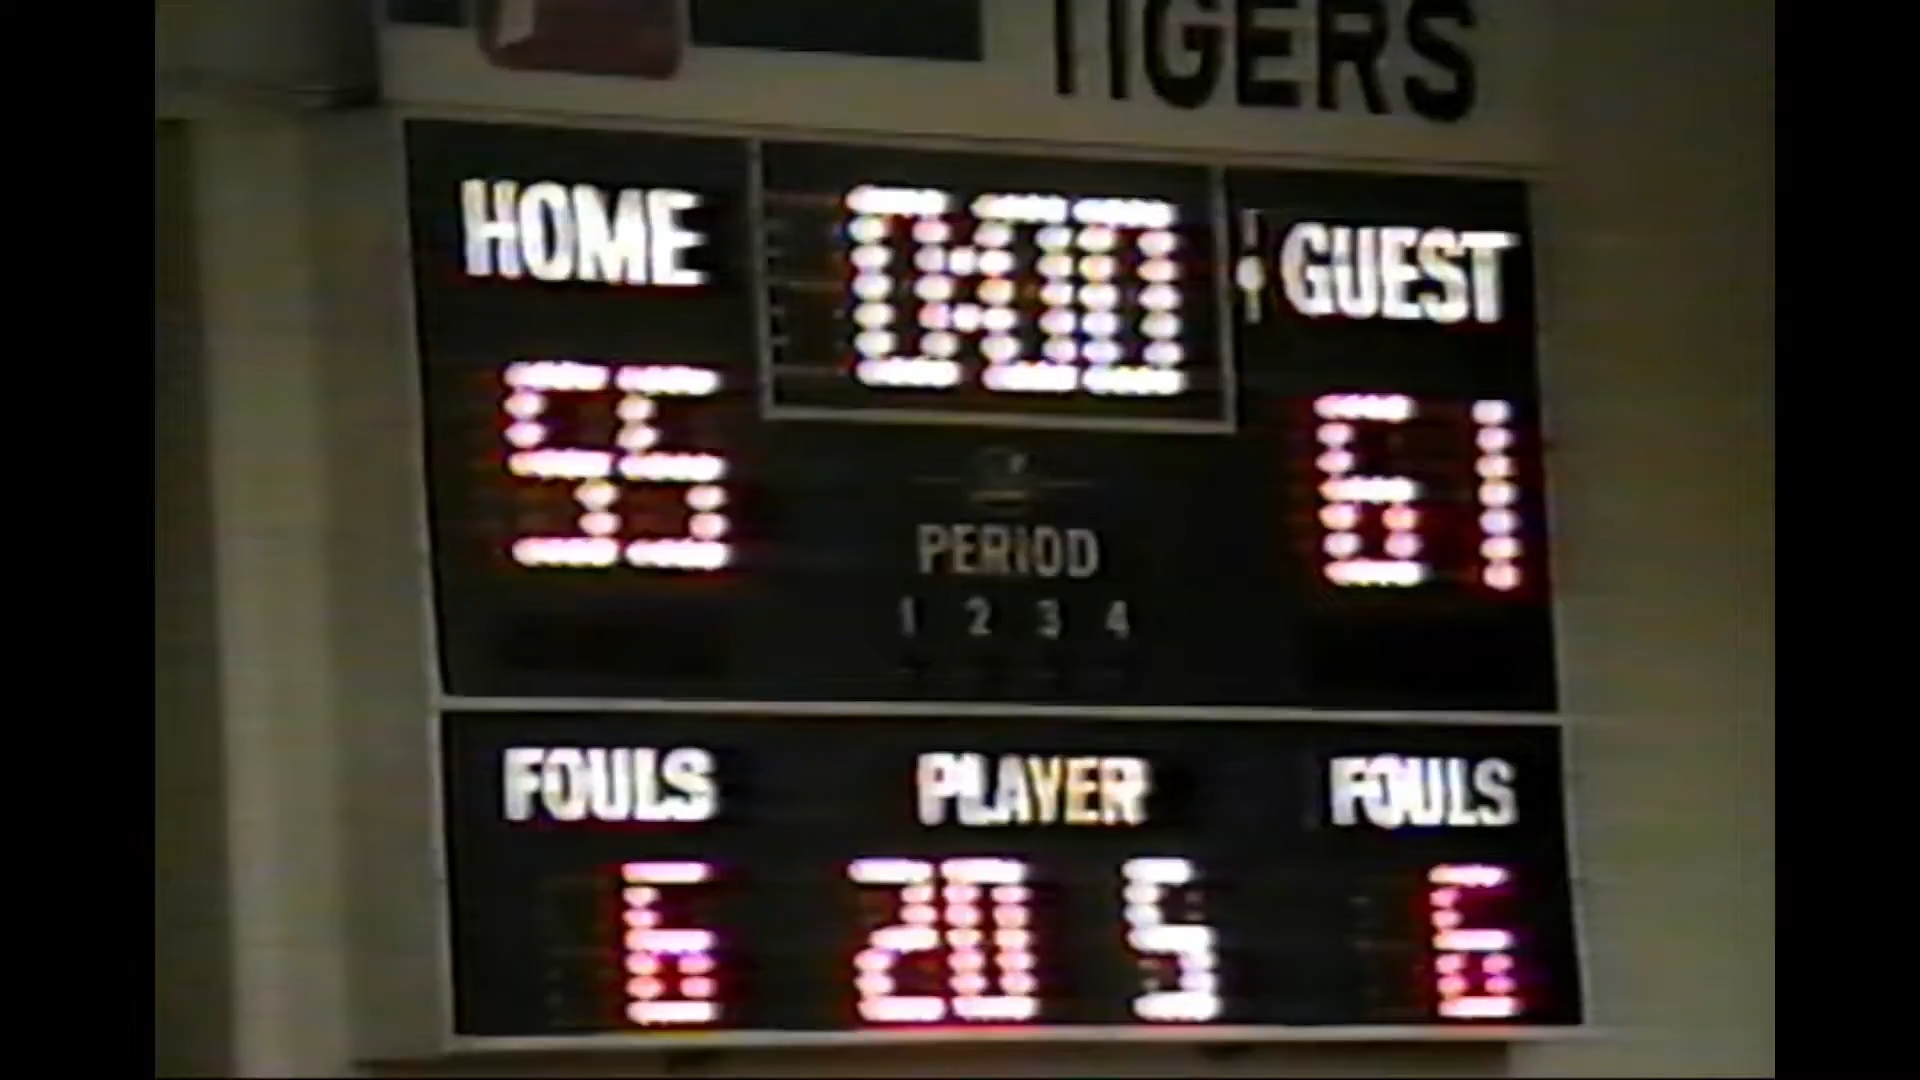 TIGERS
HOME 0:00 GUEST
55 61
PERIOD
1 2 3 4
FOULS PLAYER FOULS
6 20 5 6